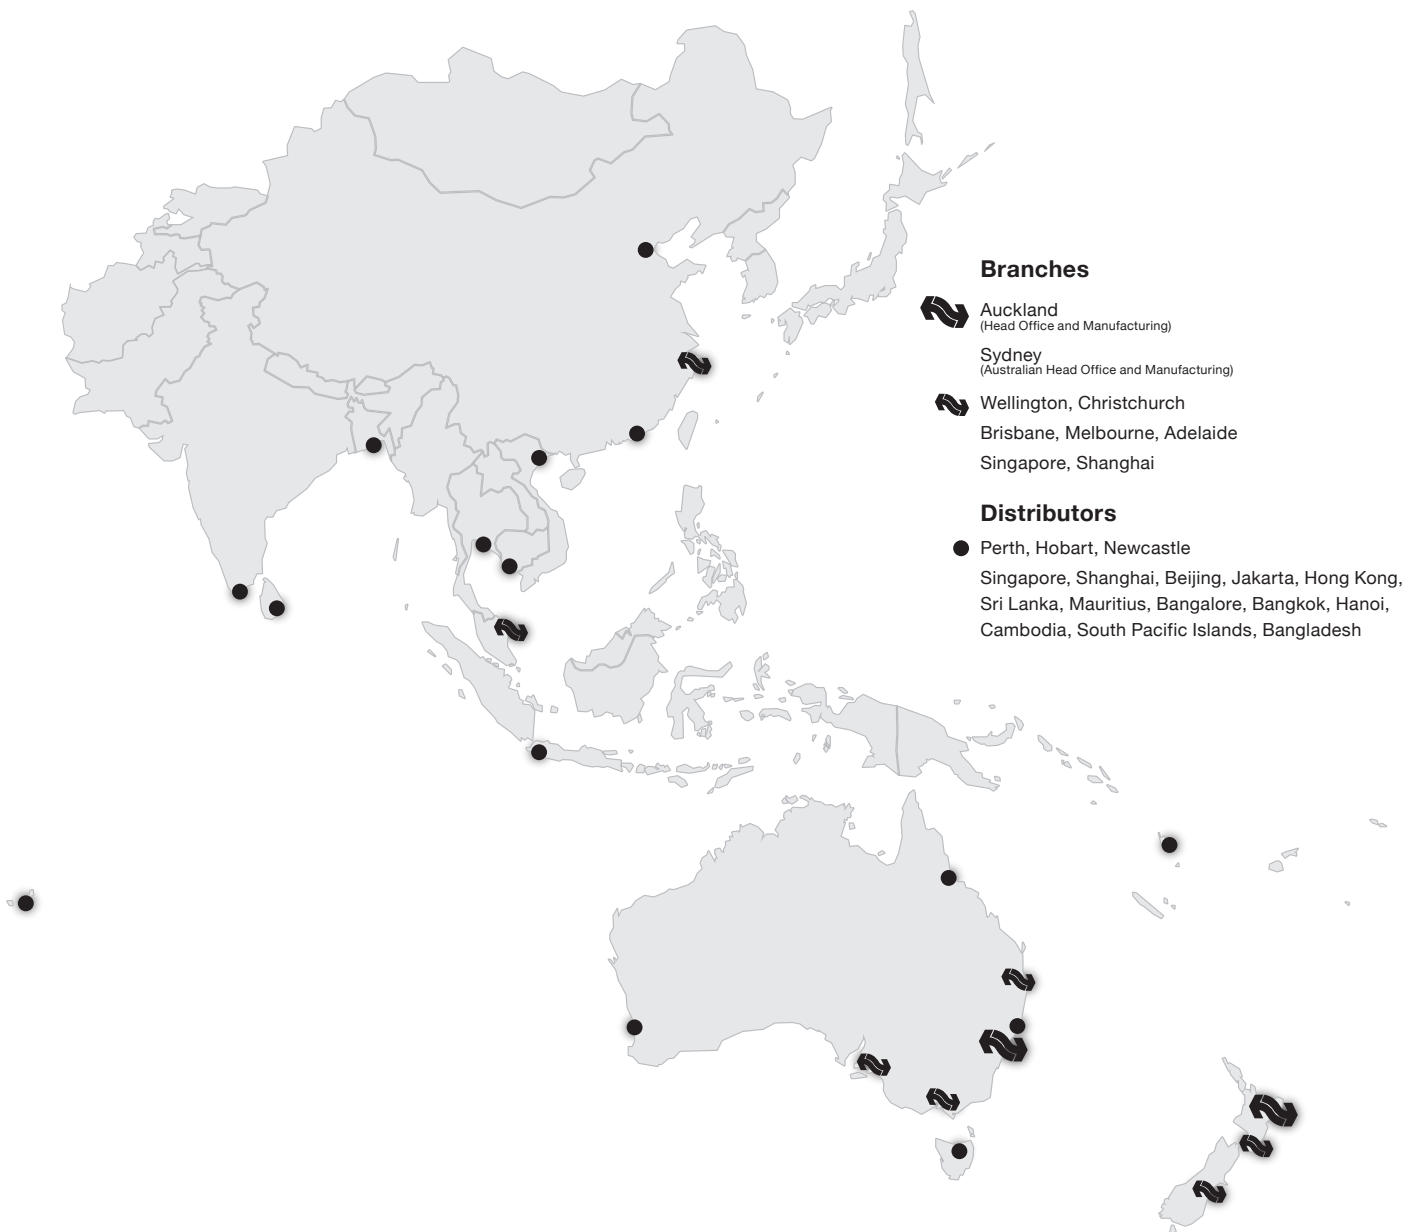 Branches
Auckland
(Head Office and Manufacturing)
Sydney
(Australian Head Office and Manufacturing)
Wellington, Christchurch
Brisbane, Melbourne, Adelaide
Singapore, Shanghai
Distributors
Perth, Hobart, Newcastle
Singapore, Shanghai, Beijing, Jakarta, Hong Kong,
Sri Lanka, Mauritius, Bangalore, Bangkok, Hanoi,
Cambodia, South Pacific Islands, Bangladesh